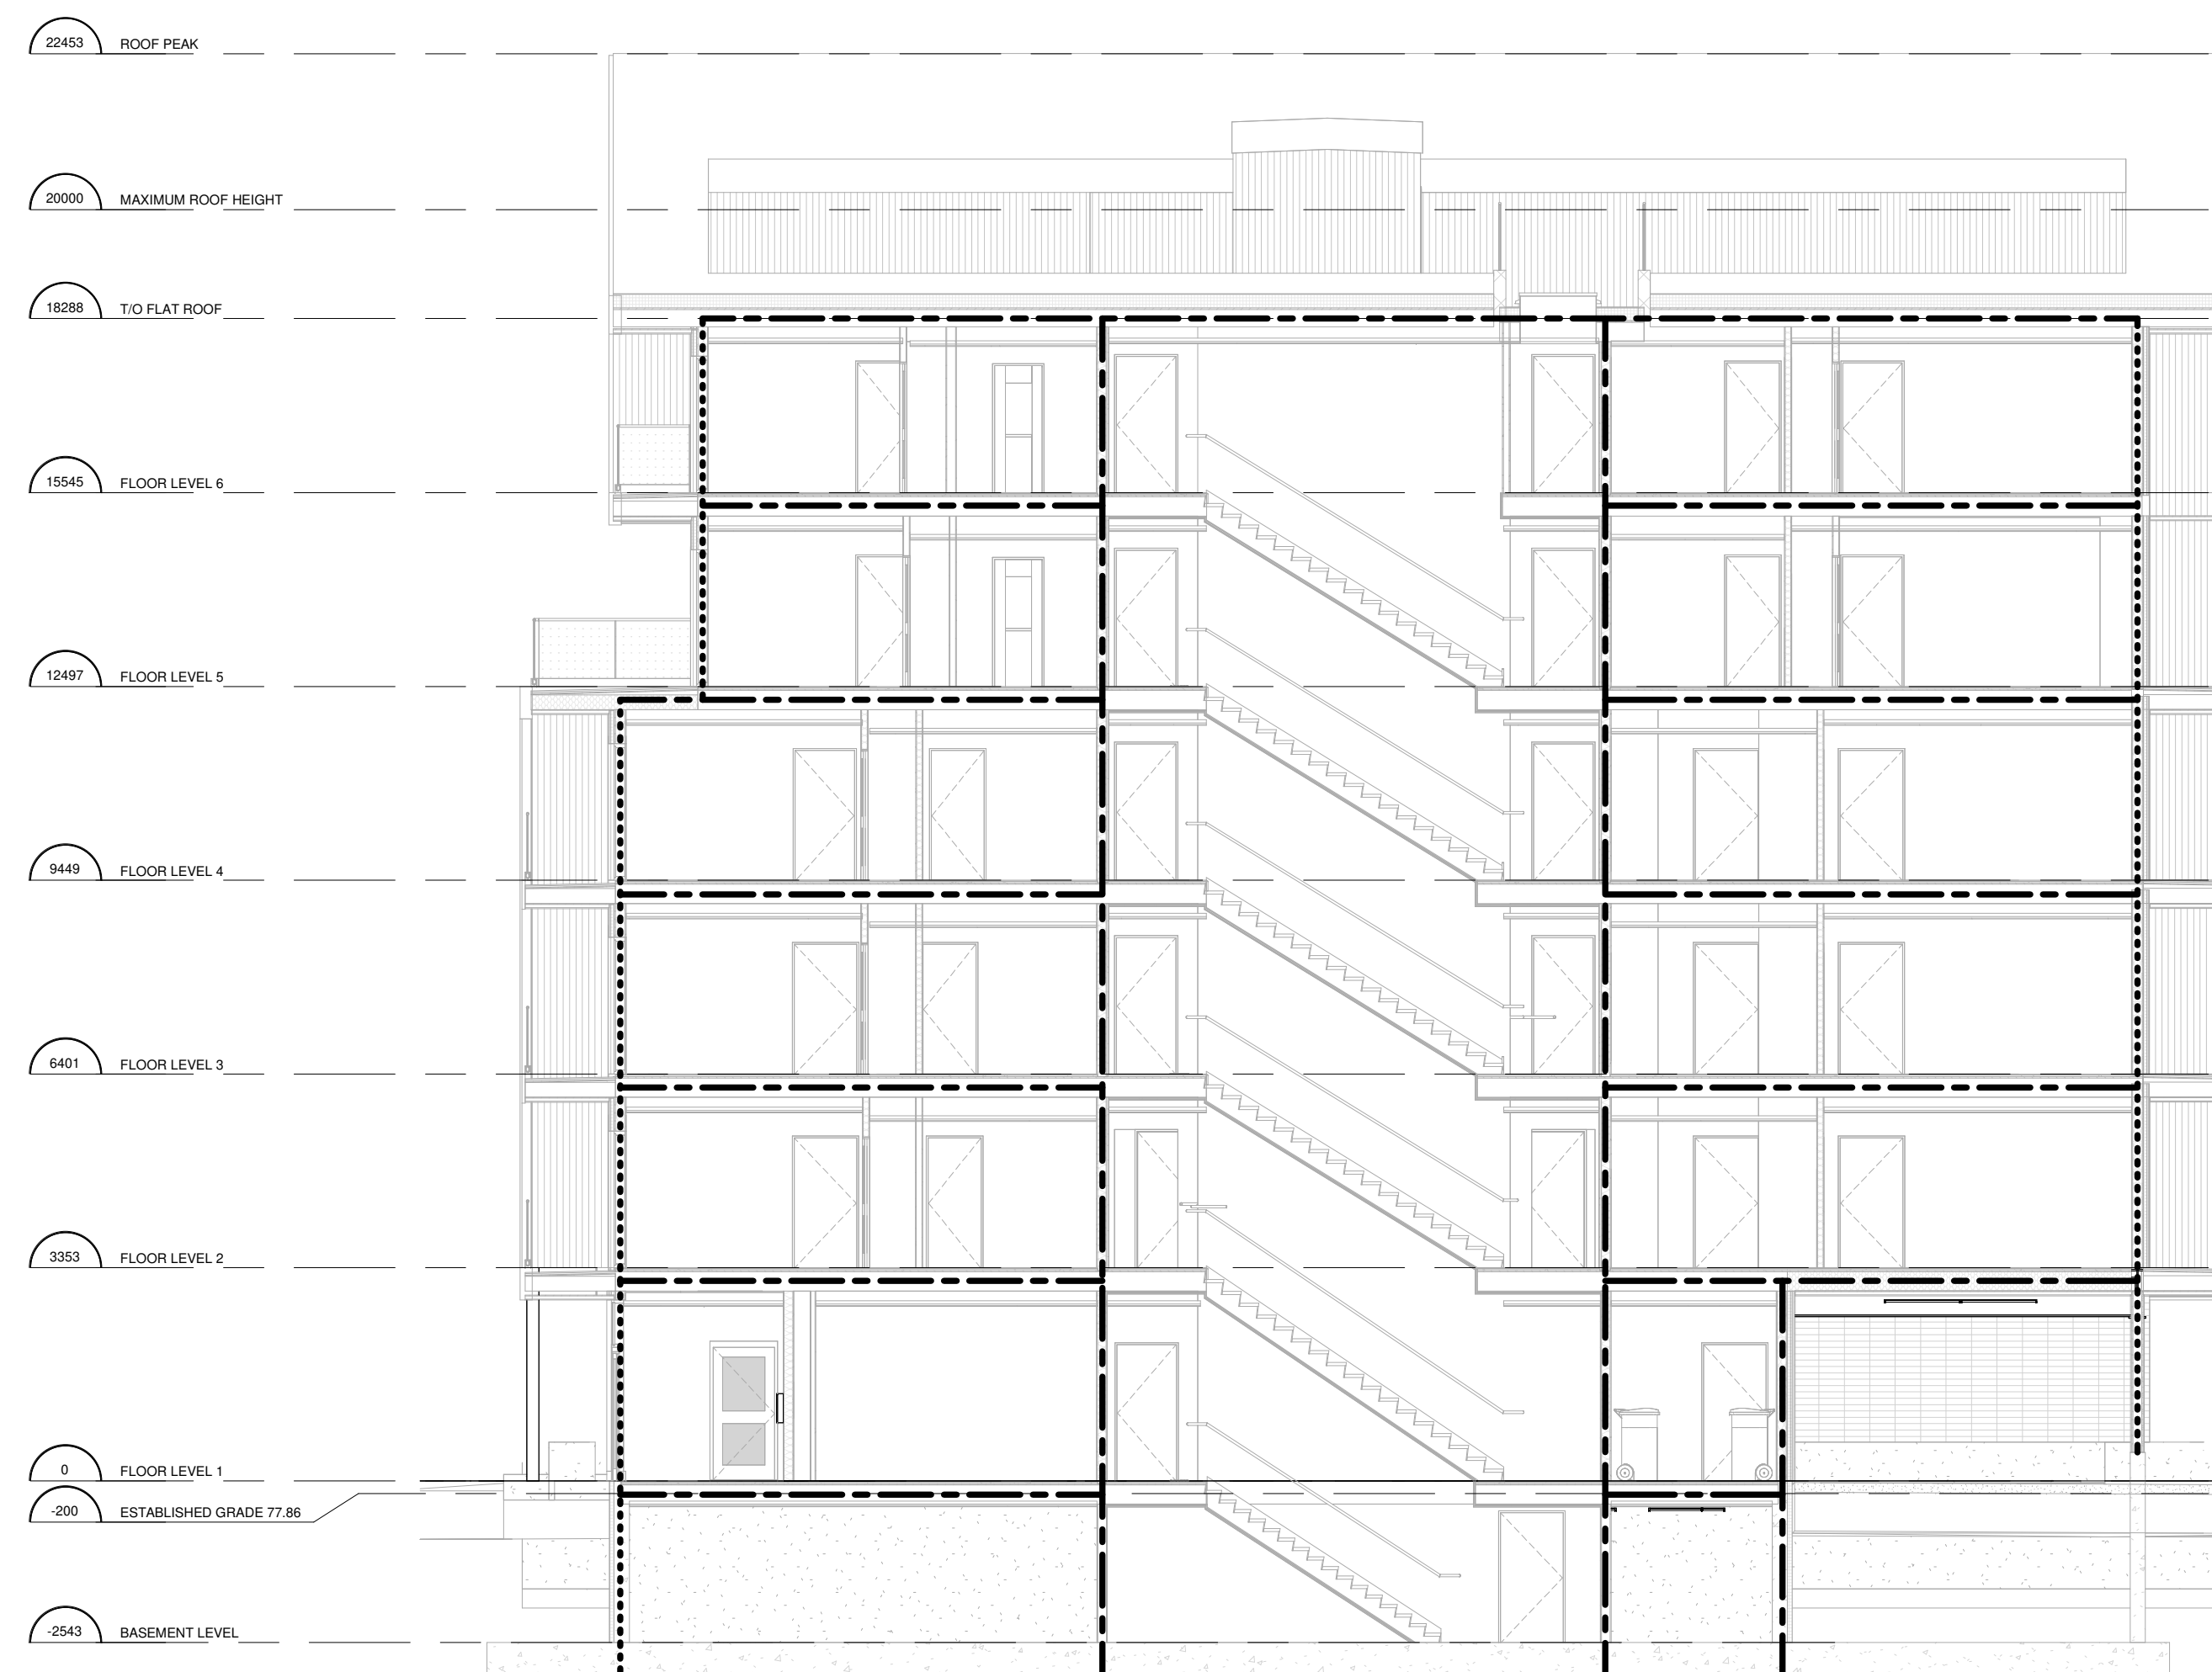 22453 ROOF PEAK
20000 MAXIMUM ROOF HEIGHT
18288 T/O FLAT ROOF
15545 FLOOR LEVEL 6
12497 FLOOR LEVEL 5
9449 FLOOR LEVEL 4
6401 FLOOR LEVEL 3
3353 FLOOR LEVEL 2
0 FLOOR LEVEL 1
-200 ESTABLISHED GRADE 77.86
-2543 BASEMENT LEVEL